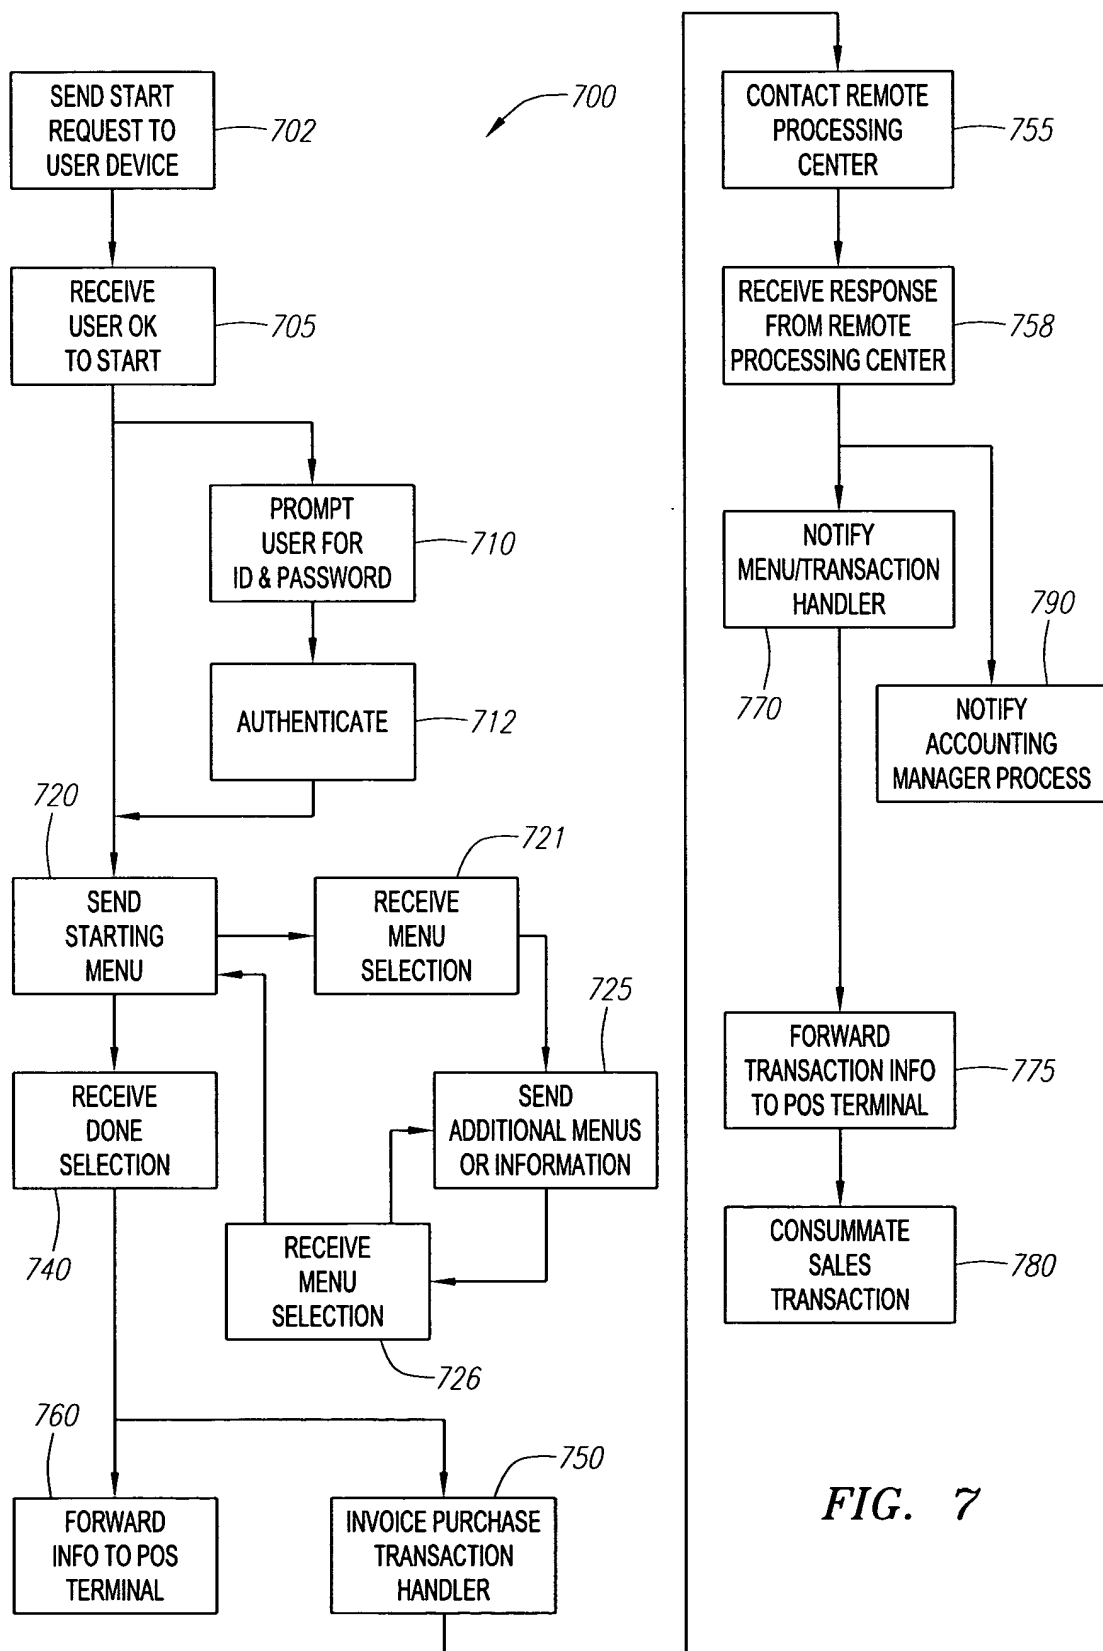 SEND START
REQUEST TO
USER DEVICE
702
700
RECEIVE
USER OK
TO START
705
PROMPT
USER FOR
ID & PASSWORD
710
AUTHENTICATE
712
720
SEND
STARTING
MENU
721
RECEIVE
MENU
SELECTION
725
SEND
ADDITIONAL MENUS
OR INFORMATION
RECEIVE
DONE
SELECTION
740
RECEIVE
MENU
SELECTION
726
760
FORWARD
INFO TO POS
TERMINAL
750
INVOICE PURCHASE
TRANSACTION
HANDLER
CONTACT REMOTE
PROCESSING
CENTER
755
RECEIVE RESPONSE
FROM REMOTE
PROCESSING CENTER
758
NOTIFY
MENU/TRANSACTION
HANDLER
770
790
NOTIFY
ACCOUNTING
MANAGER PROCESS
FORWARD
TRANSACTION INFO
TO POS TERMINAL
775
CONSUMMATE
SALES
TRANSACTION
780
FIG. 7